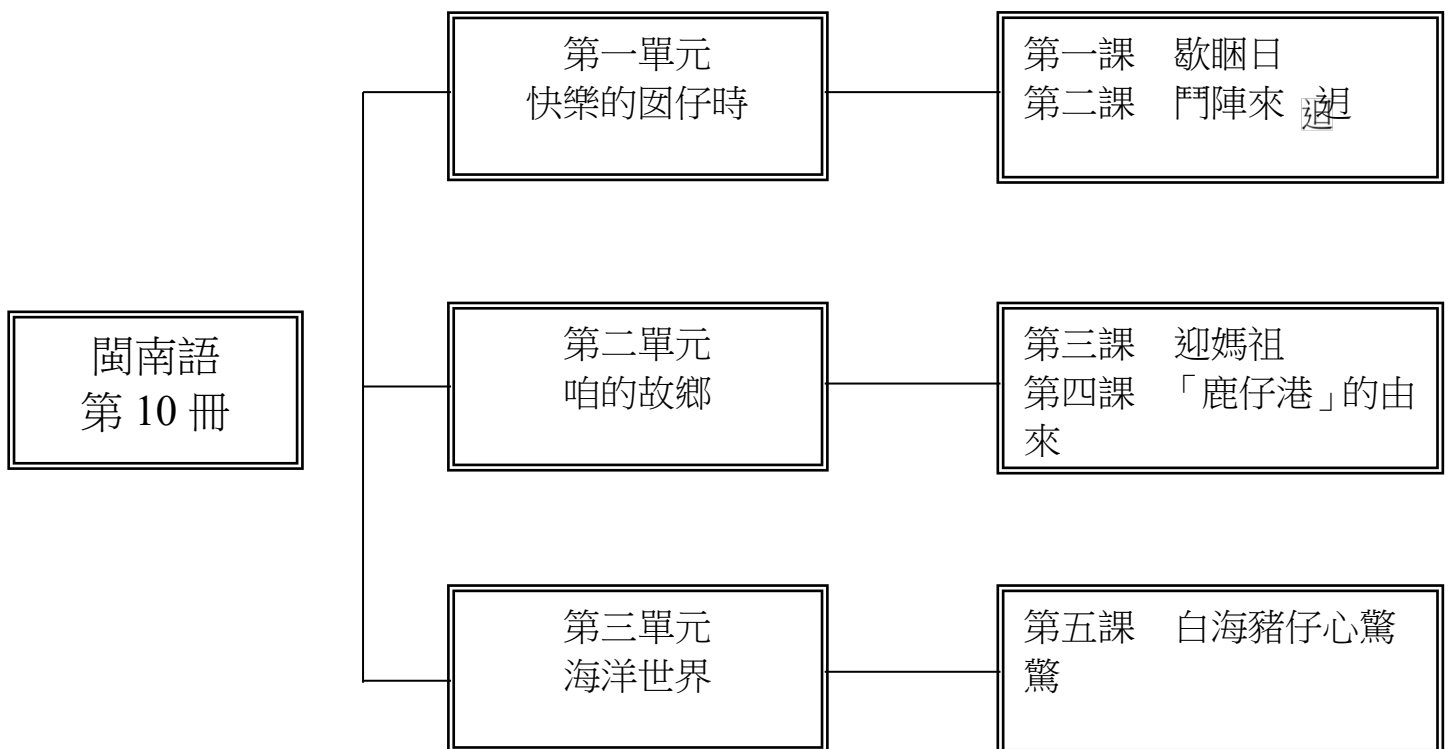 閩南語
第 10 冊
第一單元
快樂的囡仔時
第一課　歇睏日
第二課　鬥陣來
第二單元
咱的故鄉
第三課　迎媽祖
第四課　「鹿仔港」的由
來
第三單元
海洋世界
第五課　白海豬仔心驚
驚